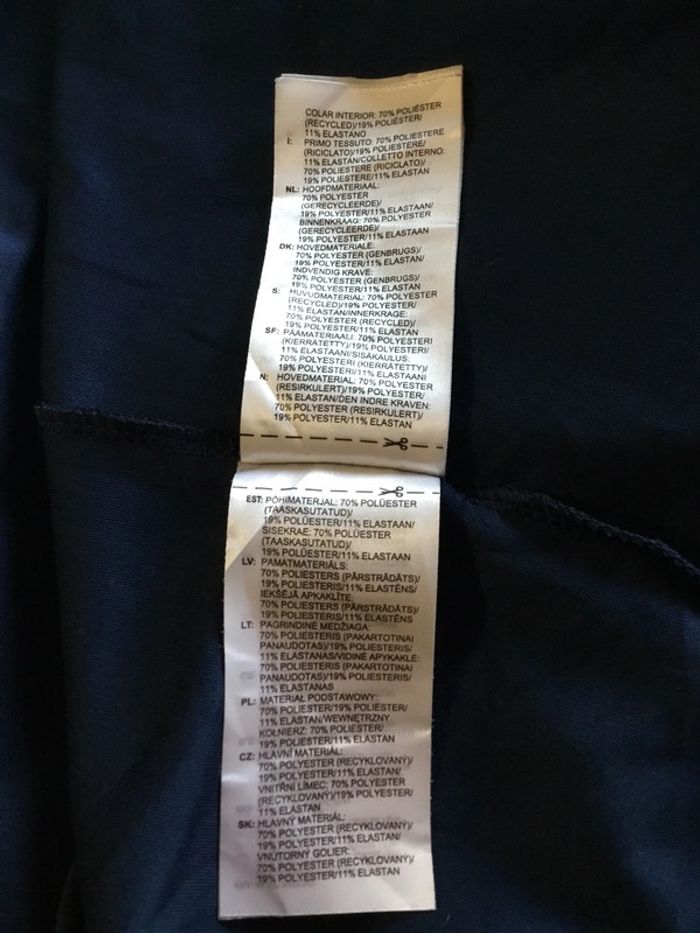 COLAR INTERIOR: 70% POLIÉSTER
(RECYCLED)/19% POLIÉSTER/
11% ELASTANO
I: PRIMO TESSUTO: 70% POLIESTERE
(RICICLATO)/19% POLIESTERE/
11% ELASTAN/COLLETTO INTERNO:
70% POLIESTERE (RICICLATO)/
19% POLIESTERE/11% ELASTAN
NL: HOOFDMATERIAAL:
70% POLYESTER
(GERECYCLEERDE)/
19% POLYESTER/11% ELASTAAN/
BINNENKRAAG: 70% POLYESTER
(GERECYCLEERDE)/
19% POLYESTER/11% ELASTAAN
DK: HOVEDMATERIALE:
70% POLYESTER (GENBRUGS)/
19% POLYESTER/11% ELASTAN/
INDVENDIG KRAVE:
70% POLYESTER (GENBRUGS)/
19% POLYESTER/11% ELASTAN
S: HUVUDMATERIAL: 70% POLYESTER
(RECYCLED)/19% POLYESTER/
11% ELASTAN/INNERKRAGE:
70% POLYESTER (RECYCLED)/
19% POLYESTER/11% ELASTAN
SF: PÄÄMATERIAALI: 70% POLYESTERI
(KIERRÄTETTY)/19% POLYESTERI/
11% ELASTAANI/SISÄKAULUS:
70% POLYESTERI (KIERRÄTETTY)/
19% POLYESTERI/11% ELASTAANI
N: HOVEDMATERIAL: 70% POLYESTER
(RESIRKULERT)/19% POLYESTER/
11% ELASTAN/DEN INDRE KRAVEN:
70% POLYESTER (RESIRKULERT)/
19% POLYESTER/11% ELASTAN
EST: PÕHIMATERJAL: 70% POLÜESTER
(TAASKASUTATUD)/
19% POLÜESTER/11% ELASTAAN/
SISEKRAE: 70% POLÜESTER
(TAASKASUTATUD)/
19% POLÜESTER/11% ELASTAAN
LV: PAMATMATERIĀLS:
70% POLIESTERS (PĀRSTRĀDĀTS)/
19% POLIESTERIS/11% ELASTĒNS/
IEKŠĒJĀ APKAKLĪTE:
70% POLIESTERS (PĀRSTRĀDĀTS)/
19% POLIESTERIS/11% ELASTĒNS
LT: PAGRINDINĖ MEDŽIAGA:
70% POLIESTERIS (PAKARTOTINAI
PANAUDOTAS)/19% POLIESTERIS/
11% ELASTANAS/VIDINĖ APYKAKLĖ:
70% POLIESTERIS (PAKARTOTINAI
PANAUDOTAS)/19% POLIESTERIS/
11% ELASTANAS
PL: MATERIAŁ PODSTAWOWY:
70% POLIESTER/19% POLIESTER/
11% ELASTAN/WEWNĘTRZNY
KOŁNIERZ: 70% POLIESTER/
19% POLIESTER/11% ELASTAN
CZ: HLAVNÍ MATERIÁL:
70% POLYESTER (RECYKLOVANÝ)/
19% POLYESTER/11% ELASTAN/
VNITŘNÍ LÍMEC: 70% POLYESTER
(RECYKLOVANÝ)/19% POLYESTER/
11% ELASTAN
SK: HLAVNÝ MATERIÁL:
70% POLYESTER (RECYKLOVANÝ)/
19% POLYESTER/11% ELASTAN/
VNÚTORNÝ GOLIER:
70% POLYESTER (RECYKLOVANÝ)/
19% POLYESTER/11% ELASTAN